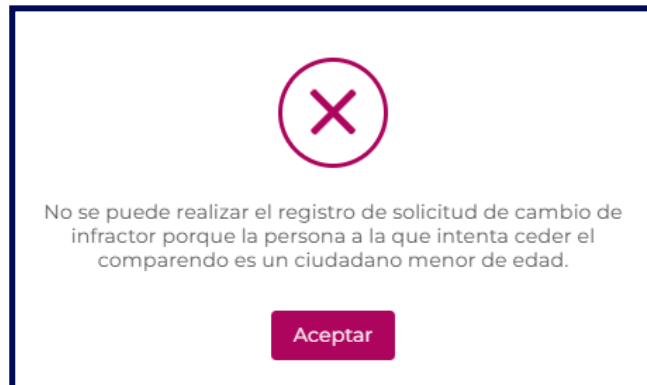 No se puede realizar el registro de solicitud de cambio de
infractor porque la persona a la que intenta ceder el
comparendo es un ciudadano menor de edad.
Aceptar